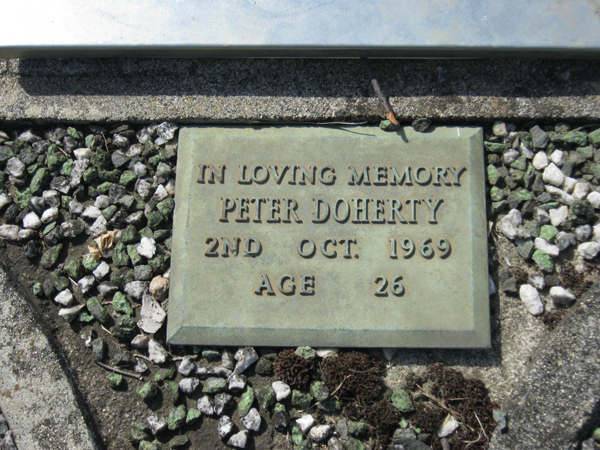 IN LOVING MEMORY
PETER DOHERTY
2ND OCT. 1969
AGE 26